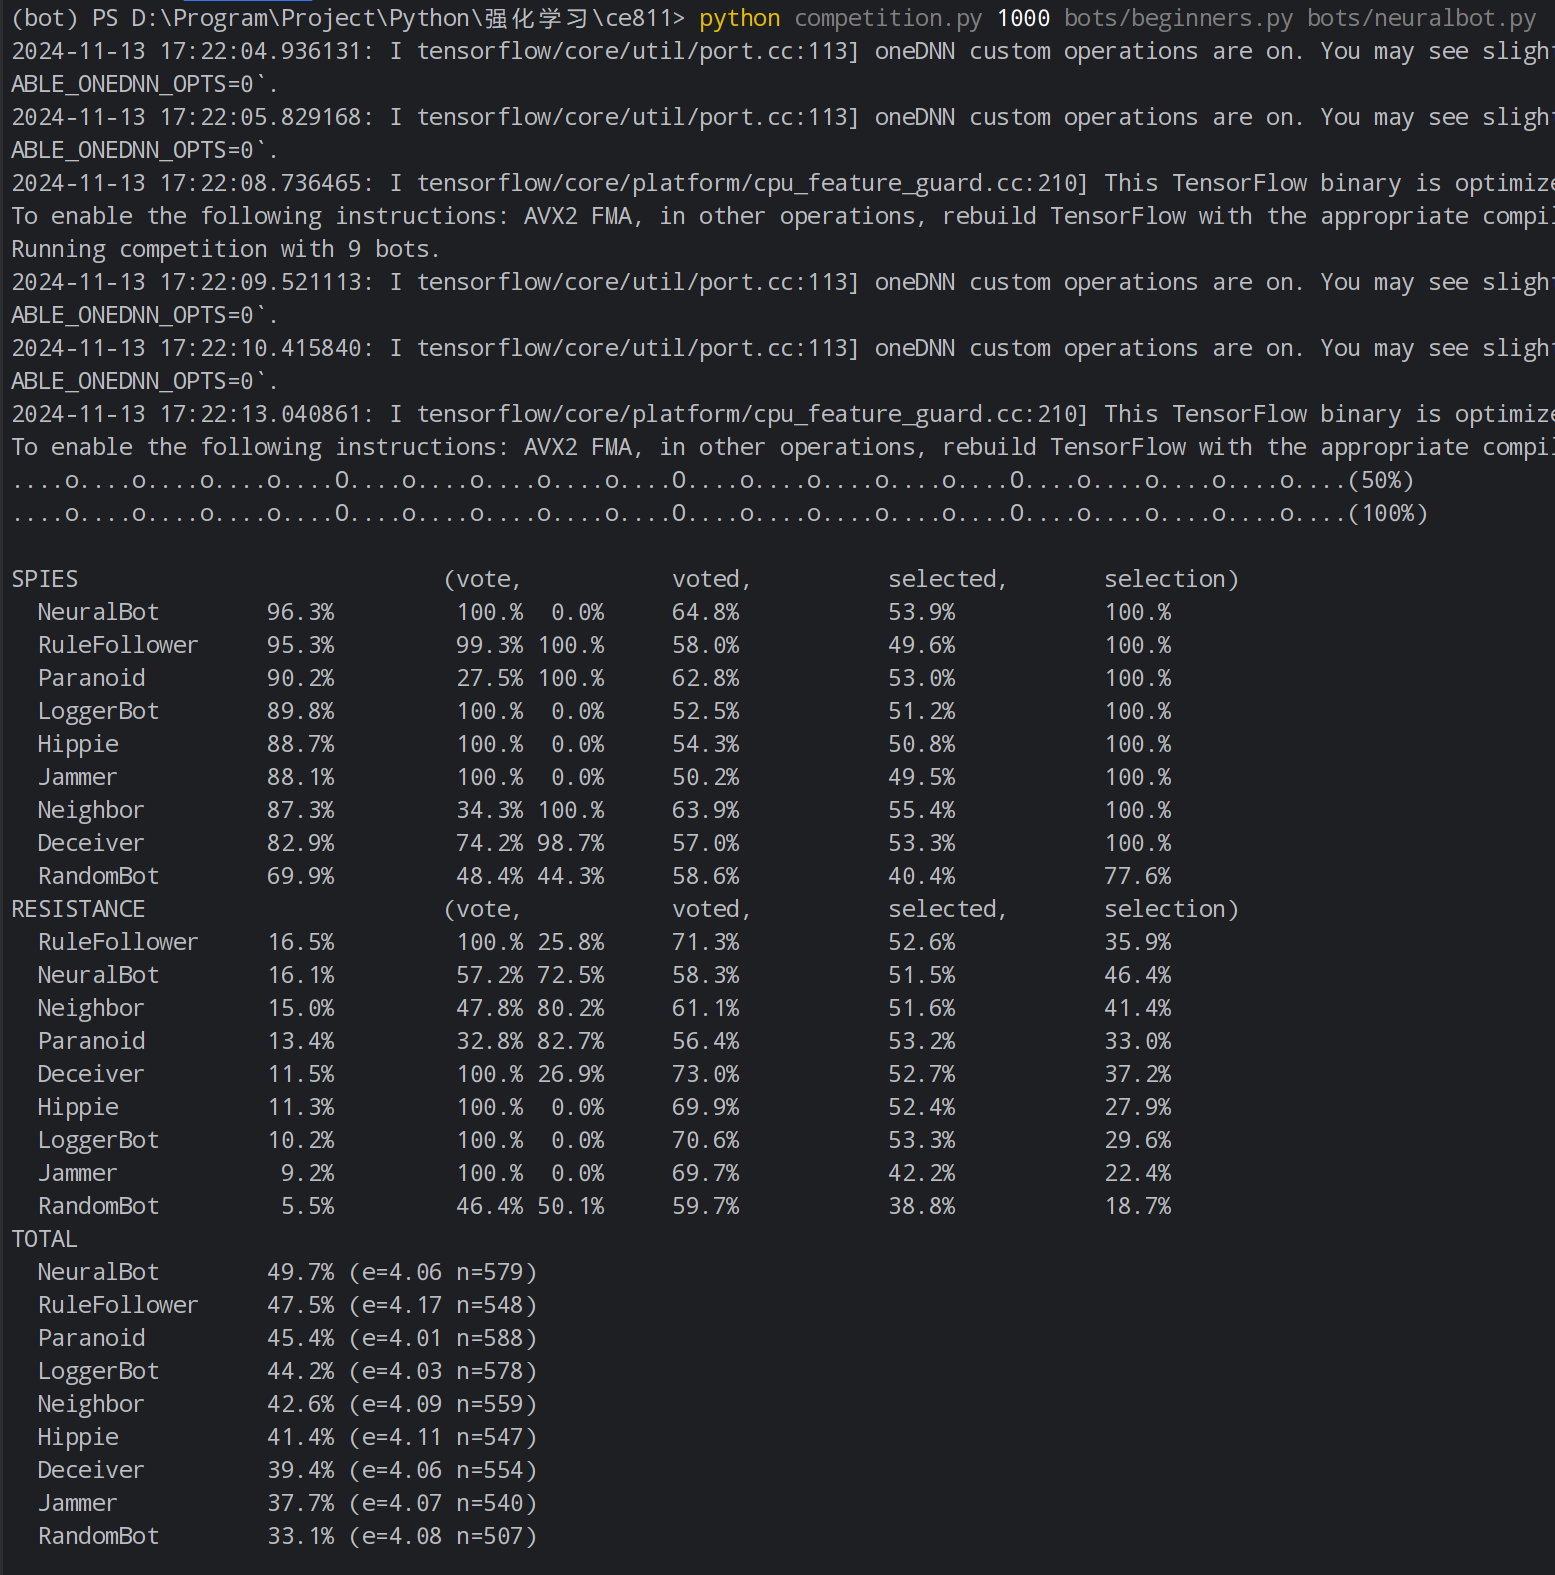 (bot) PS D:\Program\Project\Python\强化学习\ce811> python competition.py 1000 bots/beginners.py bots/neuralbot.py
2024-11-13 17:22:04.936131: I tensorflow/core/util/port.cc:113] oneDNN custom operations are on. You may see slight
ABLE_ONEDNN_OPTS=0`.
2024-11-13 17:22:05.829168: I tensorflow/core/util/port.cc:113] oneDNN custom operations are on. You may see slight
ABLE_ONEDNN_OPTS=0`.
2024-11-13 17:22:08.736465: I tensorflow/core/platform/cpu_feature_guard.cc:210] This TensorFlow binary is optimize
To enable the following instructions: AVX2 FMA, in other operations, rebuild TensorFlow with the appropriate compil
Running competition with 9 bots.
2024-11-13 17:22:09.521113: I tensorflow/core/util/port.cc:113] oneDNN custom operations are on. You may see slight
ABLE_ONEDNN_OPTS=0`.
2024-11-13 17:22:10.415840: I tensorflow/core/util/port.cc:113] oneDNN custom operations are on. You may see slight
ABLE_ONEDNN_OPTS=0`.
2024-11-13 17:22:13.040861: I tensorflow/core/platform/cpu_feature_guard.cc:210] This TensorFlow binary is optimize
To enable the following instructions: AVX2 FMA, in other operations, rebuild TensorFlow with the appropriate compil
....o....o....o....o....O....o....o....o....o....O....o....o....o....o....O....o....o....o....o....(50%)
....o....o....o....o....O....o....o....o....o....O....o....o....o....o....O....o....o....o....o....(100%)
SPIES (vote, voted, selected, selection)
NeuralBot 96.3% 100.% 0.0% 64.8% 53.9% 100.%
RuleFollower 95.3% 99.3% 100.% 58.0% 49.6% 100.%
Paranoid 90.2% 27.5% 100.% 62.8% 53.0% 100.%
LoggerBot 89.8% 100.% 0.0% 52.5% 51.2% 100.%
Hippie 88.7% 100.% 0.0% 54.3% 50.8% 100.%
Jammer 88.1% 100.% 0.0% 50.2% 49.5% 100.%
Neighbor 87.3% 34.3% 100.% 63.9% 55.4% 100.%
Deceiver 82.9% 74.2% 98.7% 57.0% 53.3% 100.%
RandomBot 69.9% 48.4% 44.3% 58.6% 40.4% 77.6%
RESISTANCE (vote, voted, selected, selection)
RuleFollower 16.5% 100.% 25.8% 71.3% 52.6% 35.9%
NeuralBot 16.1% 57.2% 72.5% 58.3% 51.5% 46.4%
Neighbor 15.0% 47.8% 80.2% 61.1% 51.6% 41.4%
Paranoid 13.4% 32.8% 82.7% 56.4% 53.2% 33.0%
Deceiver 11.5% 100.% 26.9% 73.0% 52.7% 37.2%
Hippie 11.3% 100.% 0.0% 69.9% 52.4% 27.9%
LoggerBot 10.2% 100.% 0.0% 70.6% 53.3% 29.6%
Jammer 9.2% 100.% 0.0% 69.7% 42.2% 22.4%
RandomBot 5.5% 46.4% 50.1% 59.7% 38.8% 18.7%
TOTAL
NeuralBot 49.7% (e=4.06 n=579)
RuleFollower 47.5% (e=4.17 n=548)
Paranoid 45.4% (e=4.01 n=588)
LoggerBot 44.2% (e=4.03 n=578)
Neighbor 42.6% (e=4.09 n=559)
Hippie 41.4% (e=4.11 n=547)
Deceiver 39.4% (e=4.06 n=554)
Jammer 37.7% (e=4.07 n=540)
RandomBot 33.1% (e=4.08 n=507)